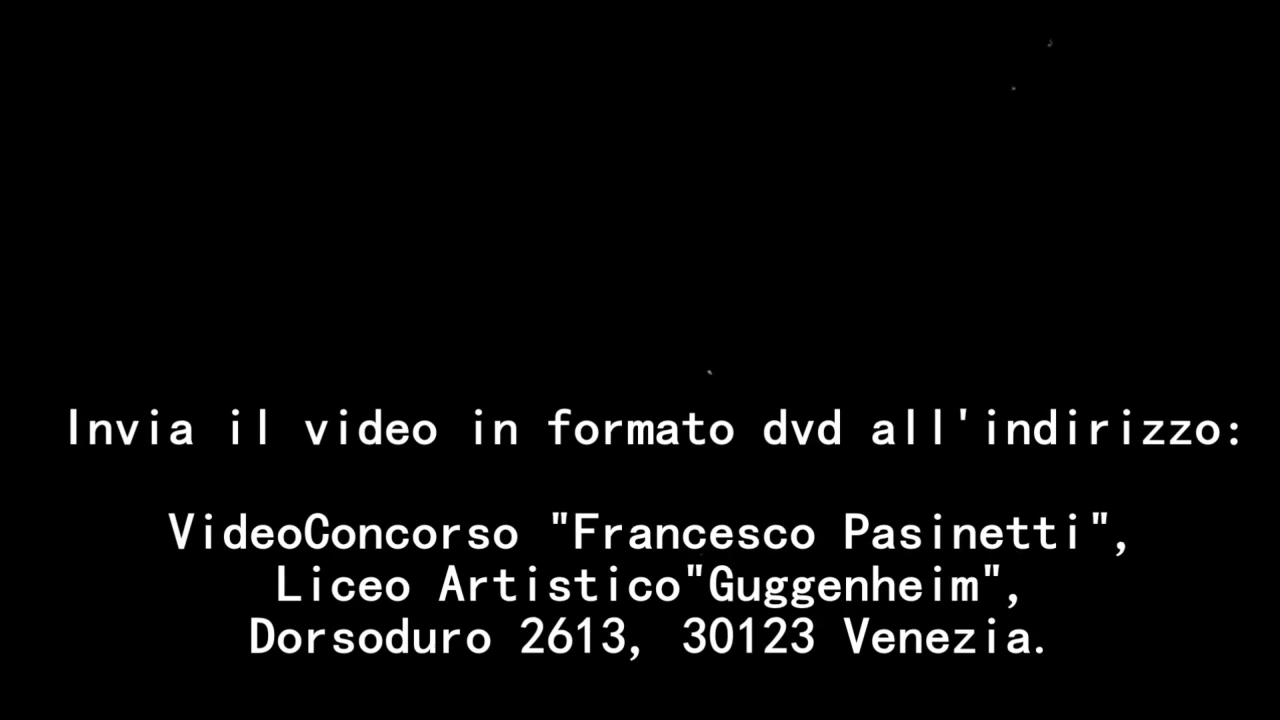 Invia il video in formato dvd all'indirizzo:
VideoConcorso "Francesco Pasinetti",
Liceo Artistico"Guggenheim",
Dorsoduro 2613, 30123 Venezia.